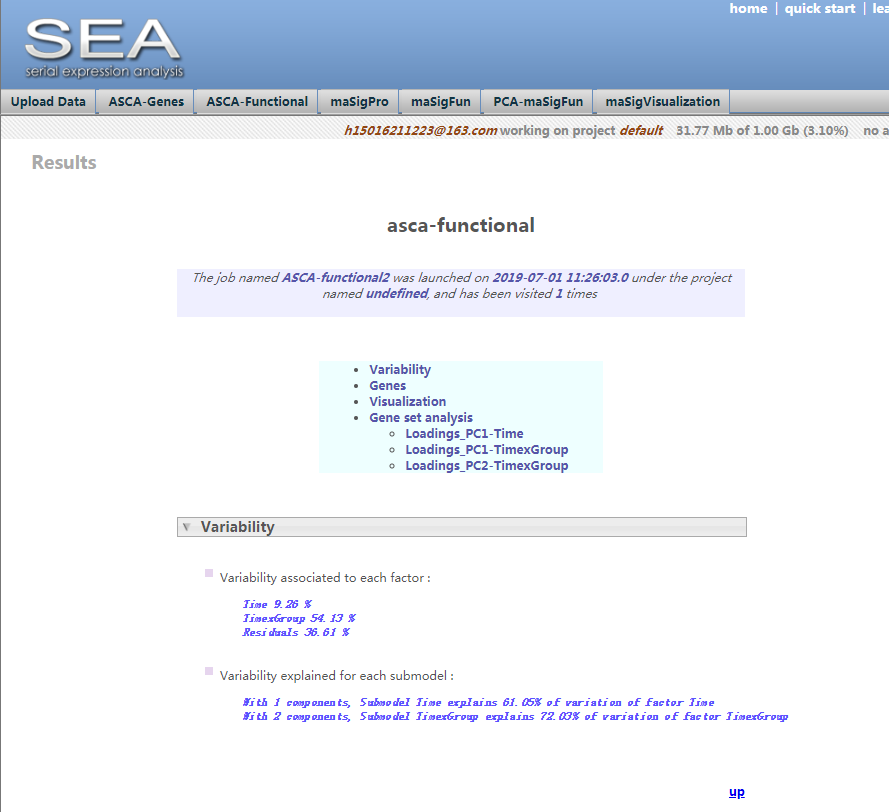 home | quick start | lea
SEA
serial expression analysis
Upload Data ASCA-Genes ASCA-Functional maSigPro maSigFun PCA-maSigFun maSigVisualization
h15016211223@163.com working on project default 31.77 Mb of 1.00 Gb (3.10%) no a
Results
asca-functional
The job named ASCA-functional2 was launched on 2019-07-01 11:26:03.0 under the project
named undefined, and has been visited 1 times
Variability
Genes
Visualization
Gene set analysis
Loadings_PC1-Time
Loadings_PC1-TimexGroup
Loadings_PC2-TimexGroup
Variability
Variability associated to each factor :
Time 9.26 %
TimexGroup 54.13 %
Residuals 36.61 %
Variability explained for each submodel :
With 1 components, Submodel Time explains 61.05% of variation of factor Time
With 2 components, Submodel TimexGroup explains 72.03% of variation of factor TimexGroup
up